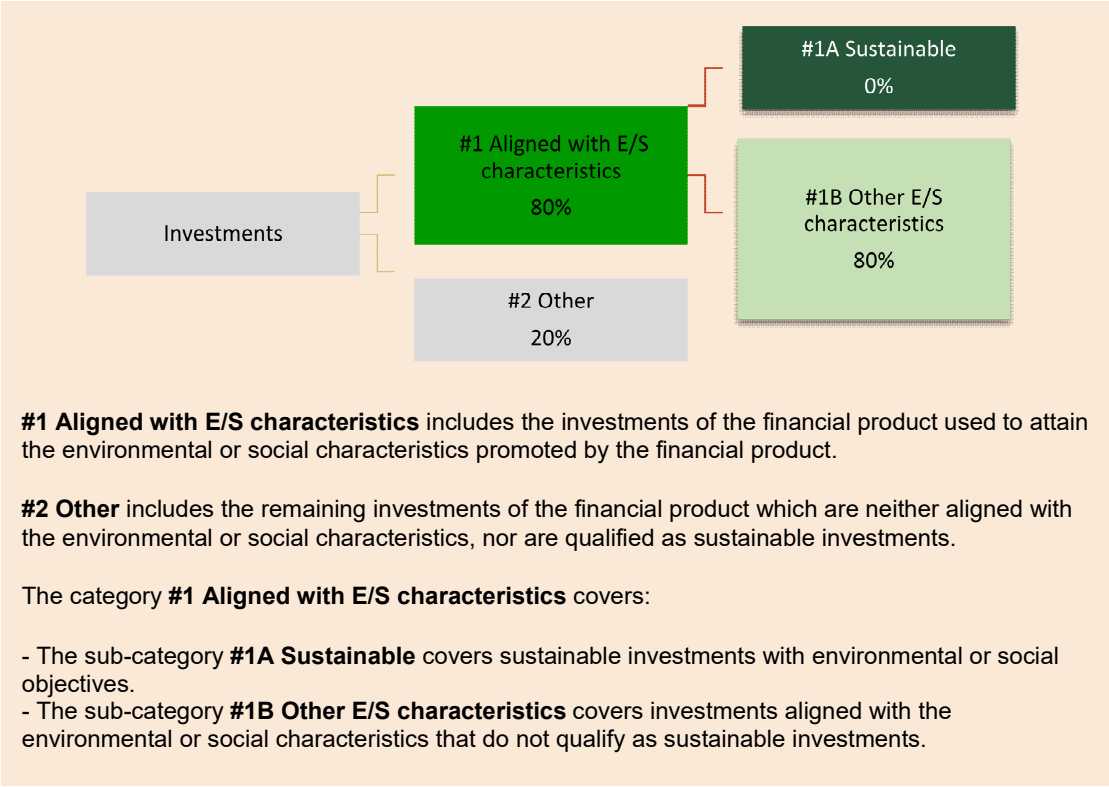 #1A Sustainable
0%
#1 Aligned with E/S
characteristics
80%
#1B Other E/S
characteristics
80%
Investments
#2 Other
20%
#1 Aligned with E/S characteristics includes the investments of the financial product used to attain
the environmental or social characteristics promoted by the financial product.
#2 Other includes the remaining investments of the financial product which are neither aligned with
the environmental or social characteristics, nor are qualified as sustainable investments.
The category #1 Aligned with E/S characteristics covers:
- The sub-category #1A Sustainable covers sustainable investments with environmental or social
objectives.
- The sub-category #1B Other E/S characteristics covers investments aligned with the
environmental or social characteristics that do not qualify as sustainable investments.